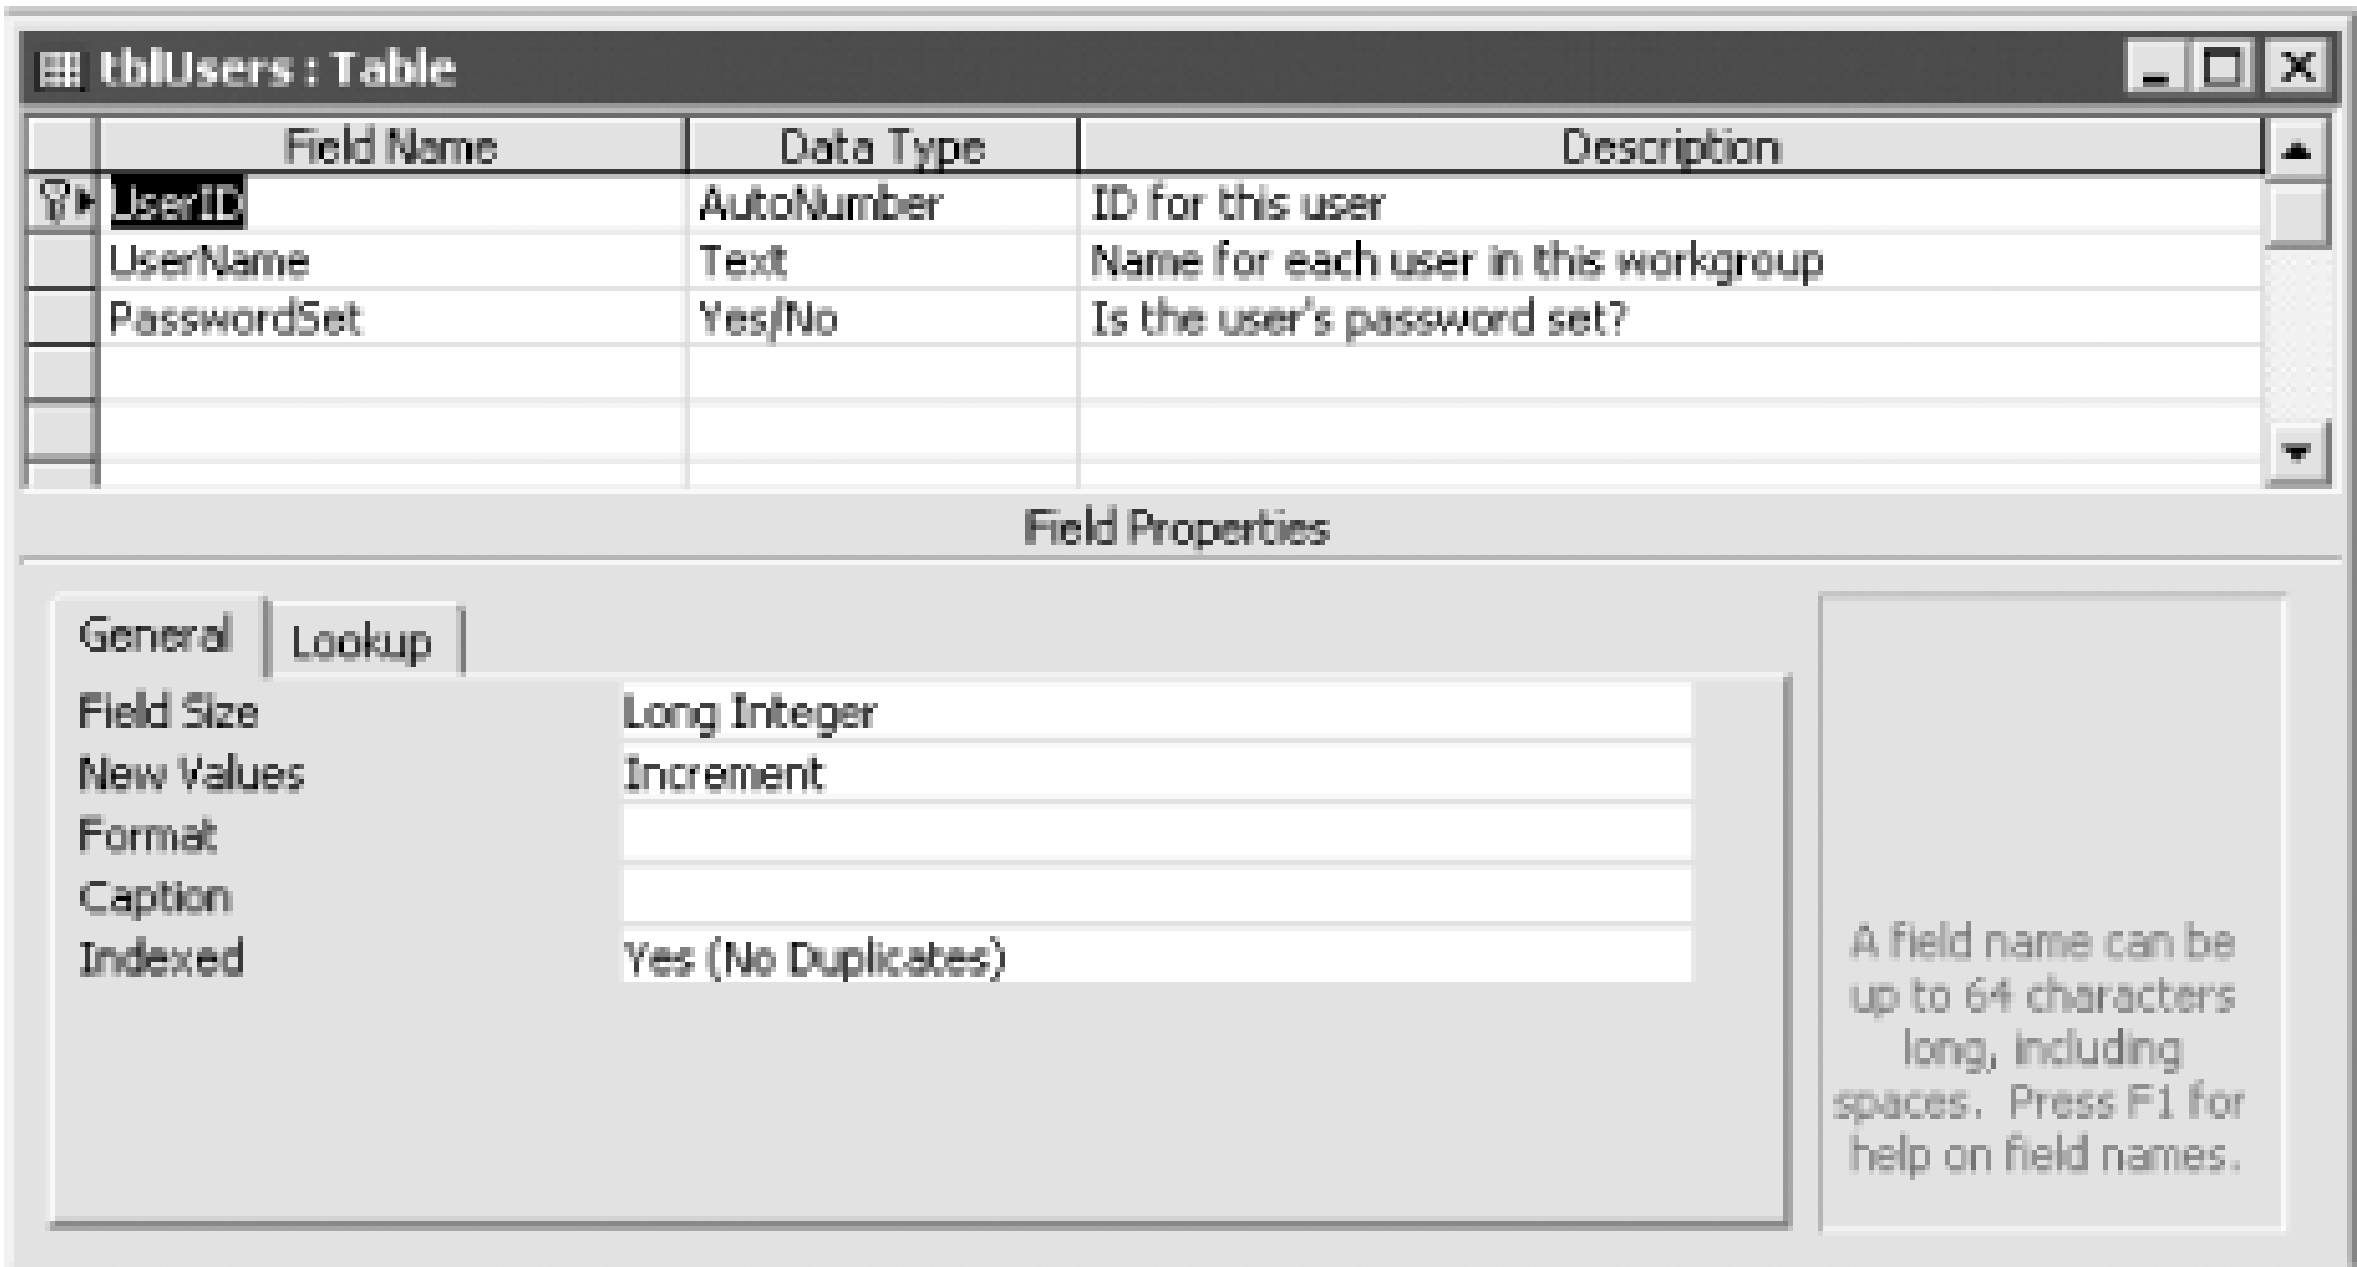 tblUsers : Table
Field Name Data Type Description
UserID AutoNumber ID for this user
UserName Text Name for each user in this workgroup
PasswordSet Yes/No Is the user's password set?
Field Properties
General Lookup
Field Size Long Integer
New Values Increment
Format
Caption
Indexed Yes (No Duplicates)
A field name can be
up to 64 characters
long, including
spaces. Press F1 for
help on field names.